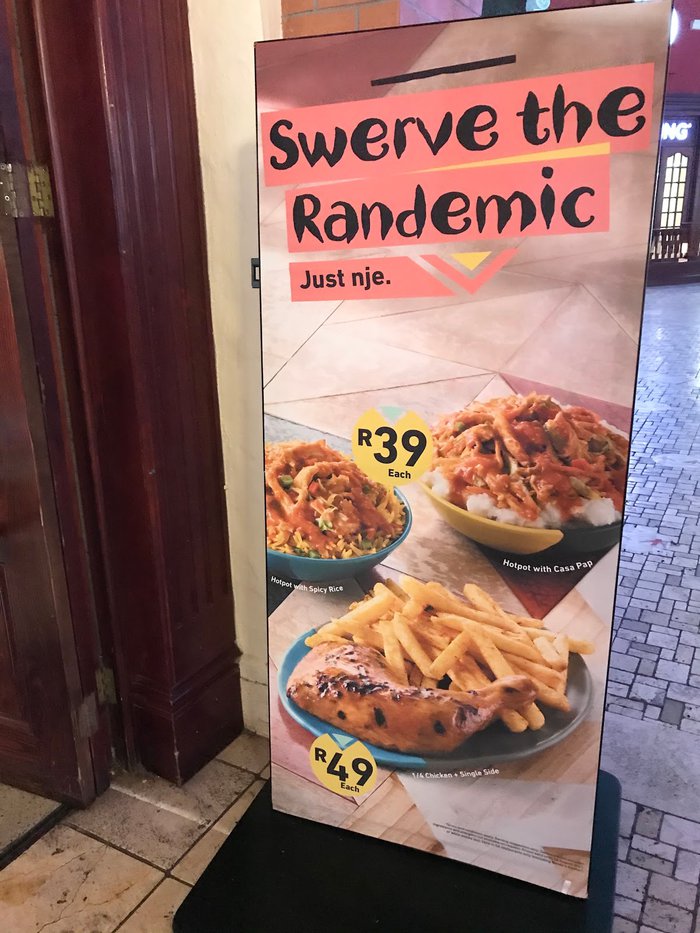 Swerve the
Randemic
Just nje.
NG
R39
Each
Hotpot with Spicy Rice
Hotpot with Casa Pap
R49
Each
1/4 Chicken + Single Side